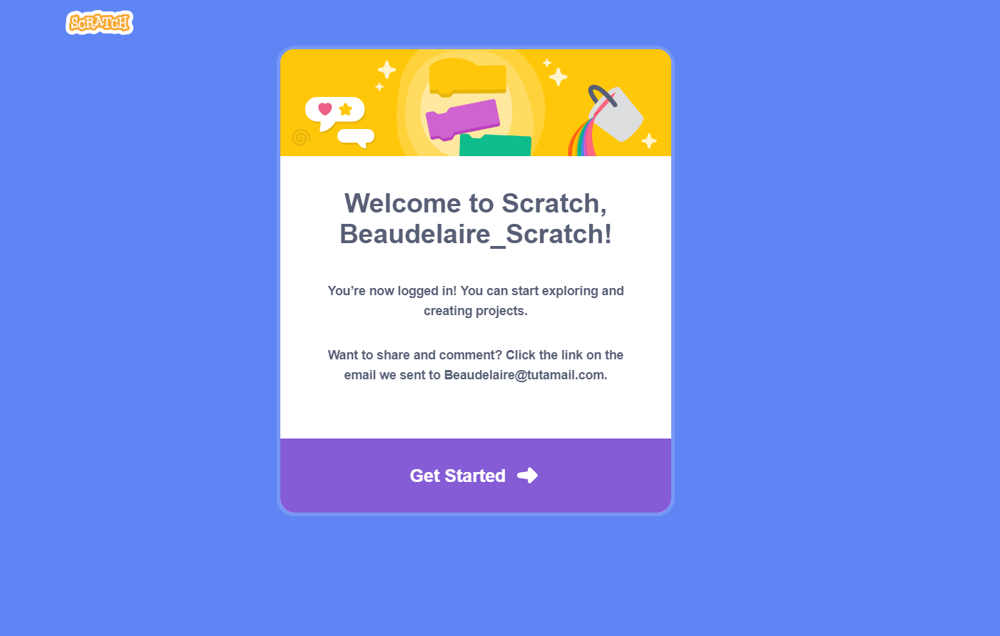 SCRATCH
Welcome to Scratch,
Beaudelaire_Scratch!
You’re now logged in! You can start exploring and
creating projects.
Want to share and comment? Click the link on the
email we sent to Beaudelaire@tutamail.com.
Get Started